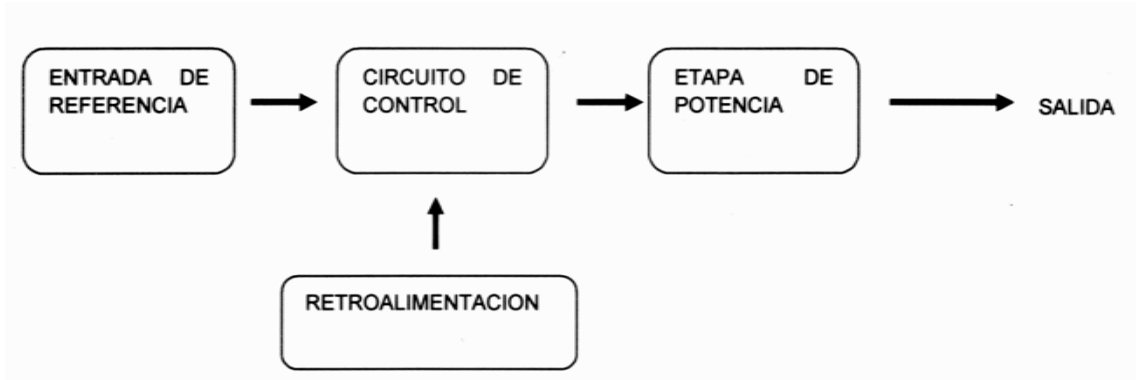 ENTRADA DE
REFERENCIA
CIRCUITO DE
CONTROL
ETAPA DE
POTENCIA
SALIDA
RETROALIMENTACION